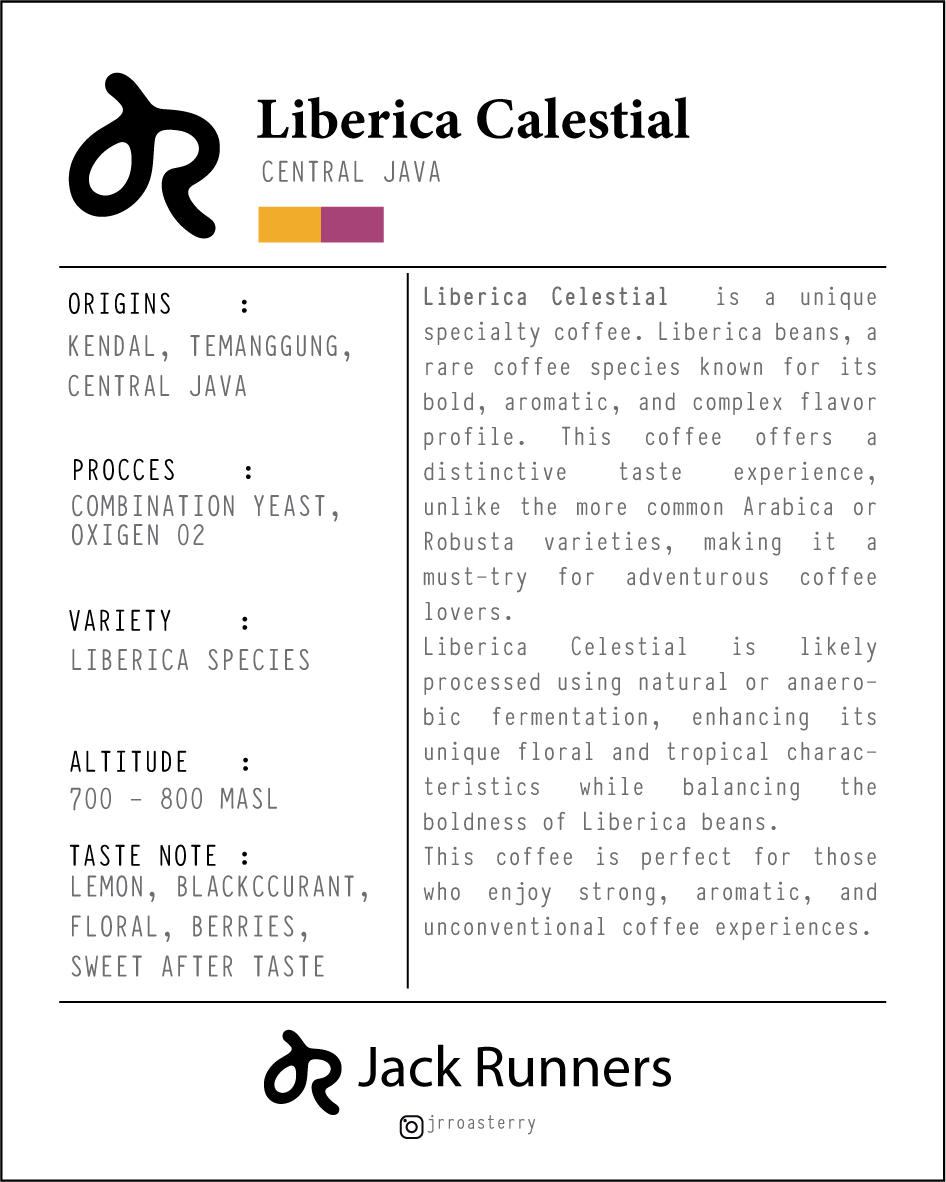 Liberica Calestial
CENTRAL JAVA
ORIGINS :
KENDAL, TEMANGGUNG,
CENTRAL JAVA
PROCCES :
COMBINATION YEAST,
OXIGEN O2
VARIETY :
LIBERICA SPECIES
ALTITUDE :
700 - 800 MASL
TASTE NOTE :
LEMON, BLACKCCURANT,
FLORAL, BERRIES,
SWEET AFTER TASTE
Liberica Celestial is a unique
specialty coffee. Liberica beans, a
rare coffee species known for its
bold, aromatic, and complex flavor
profile. This coffee offers a
distinctive taste experience,
unlike the more common Arabica or
Robusta varieties, making it a
must-try for adventurous coffee
lovers.
Liberica Celestial is likely
processed using natural or anaero-
bic fermentation, enhancing its
unique floral and tropical charac-
teristics while balancing the
boldness of Liberica beans.
This coffee is perfect for those
who enjoy strong, aromatic, and
unconventional coffee experiences.
Jack Runners
jrroasterry